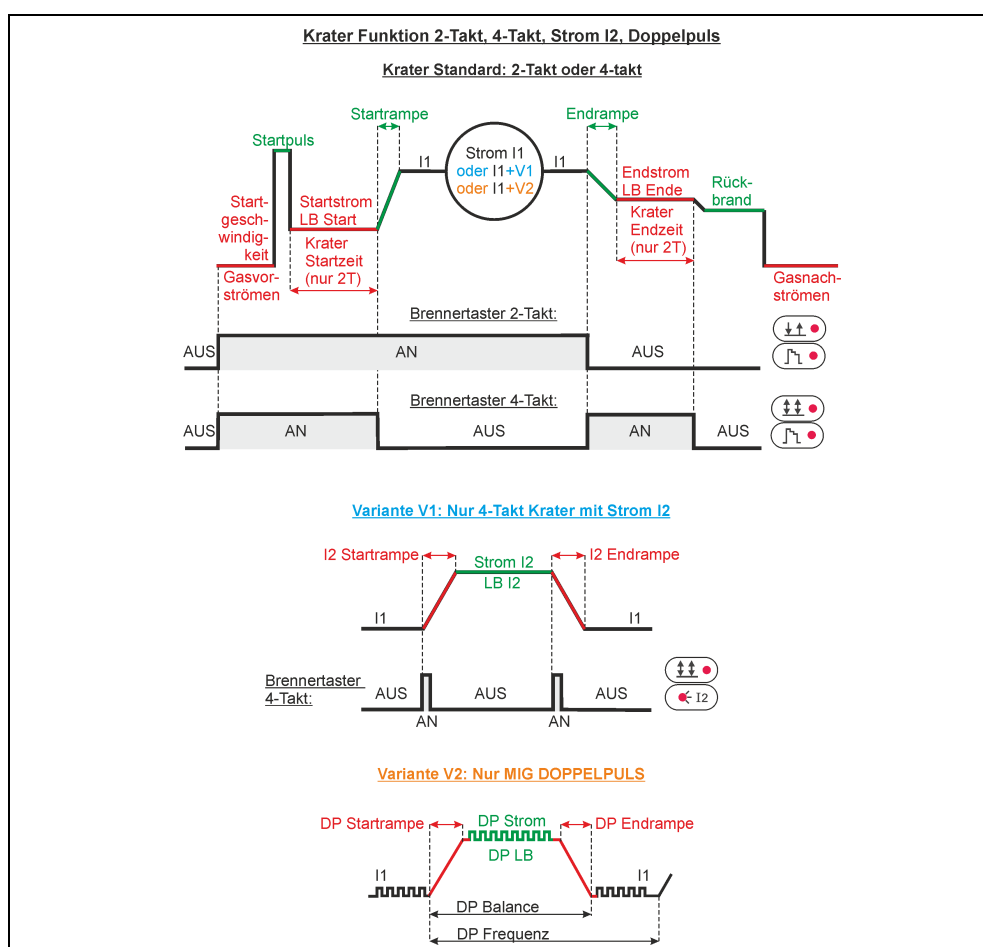 Krater Funktion 2-Takt, 4-Takt, Strom I2, Doppelpuls
Krater Standard: 2-Takt oder 4-takt
Startrampe
Endrampe
Startpuls
I1
Strom I1
oder I1+V1
oder I1+V2
I1
Start-
gesch-
windig-
keit
Startstrom
LB Start
Krater
Startzeit
(nur 2T)
Endstrom
LB Ende
Krater
Endzeit
(nur 2T)
Rück-
brand
Gasvor-
strömen
Gasnach-
strömen
Brennertaster 2-Takt:
AUS
AN
AUS
Brennertaster 4-Takt:
AUS
AN
AUS
AN
AUS
Variante V1: Nur 4-Takt Krater mit Strom I2
I2 Startrampe
Strom I2
LB I2
I2 Endrampe
I1
I1
Brennertaster
4-Takt:
AUS
AUS
AUS
AN
AN
I2
Variante V2: Nur MIG DOPPELPULS
DP Startrampe
DP Strom
DP LB
DP Endrampe
I1
I1
DP Balance
DP Frequenz